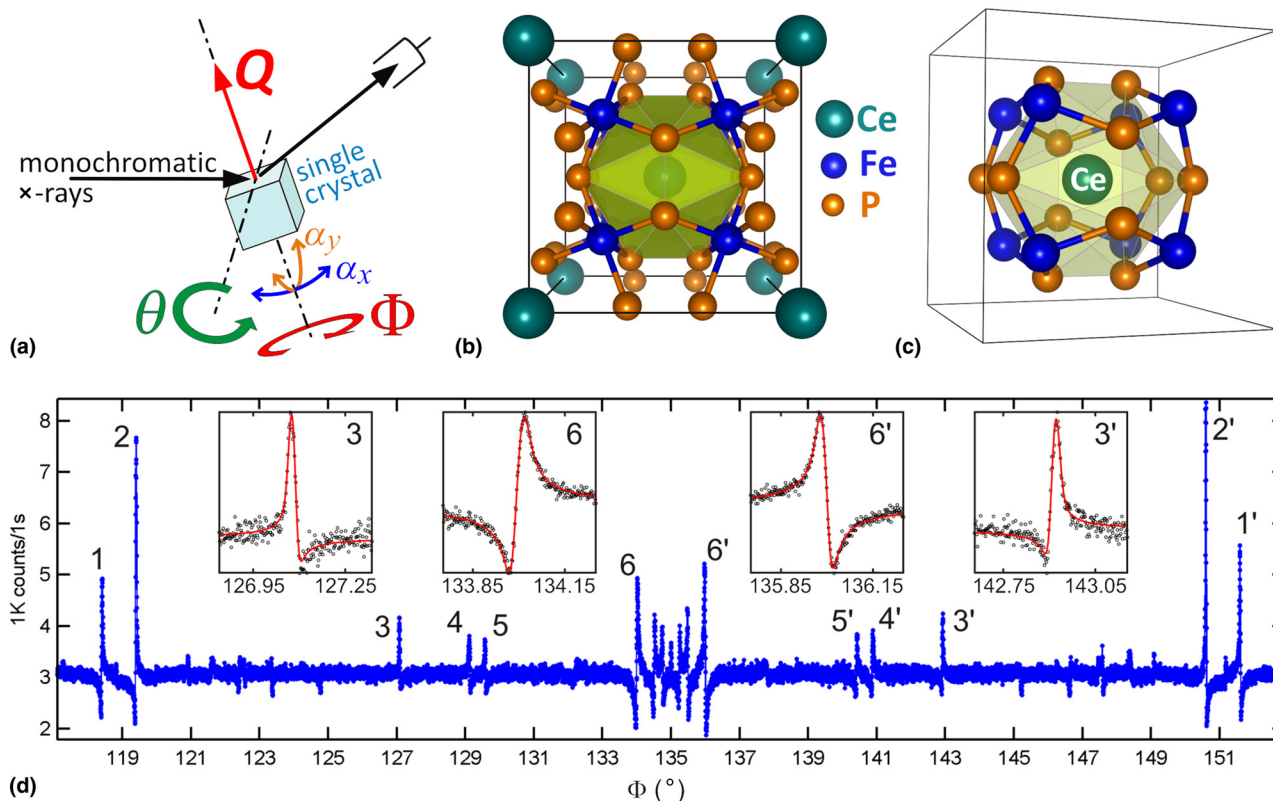 Q
monochromatic
×-rays
single
crystal
αy
αx
θ
Φ
(a)
Ce
Fe
P
(b)
Ce
(c)
1K counts/1s
8
7
6
5
4
3
2
1
2
3
4
5
6
6'
5'
4'
3'
2'
1'
3
126.95 127.25
6
133.85 134.15
6'
135.85 136.15
3'
142.75 143.05
119 121 123 125 127 129 131 133 135 137 139 141 143 145 147 149 151
(d)
Φ (°)